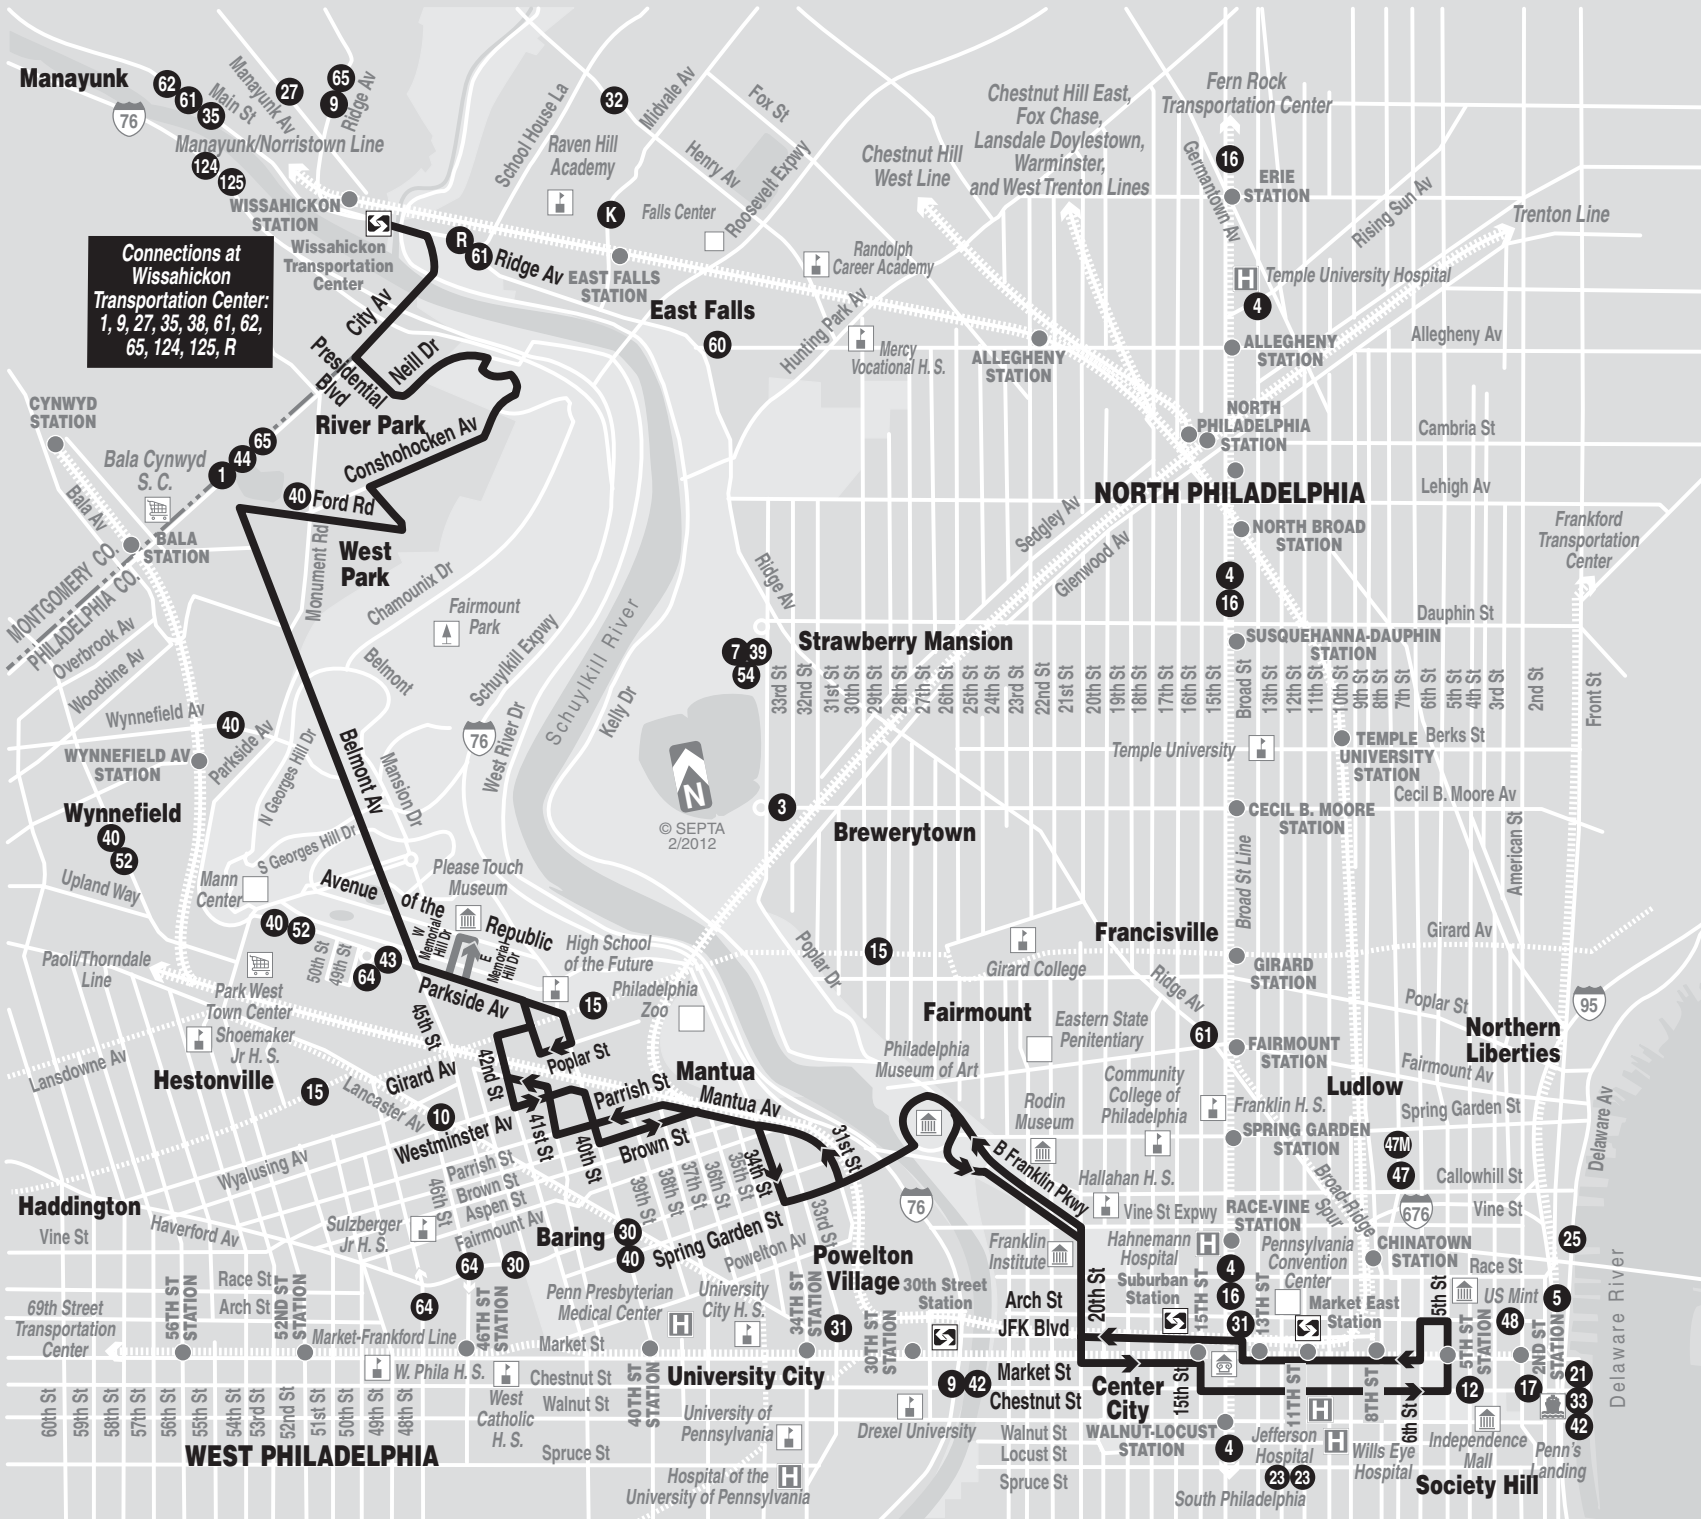 Manayunk
62
61
35
Main St
Manayunk Av
27
65
9
Ridge Av
76
Manayunk/Norristown Line
124
125
WISSAHICKON
STATION
Wissahickon
Transportation
Center
Connections at
Wissahickon
Transportation Center:
1, 9, 27, 35, 38, 61, 62,
65, 124, 125, R
School House La
32
Midvale Av
Fox St
Raven Hill
Academy
Henry Av
Roosevelt Expwy
K
Falls Center
R
61
Ridge Av
EAST FALLS
STATION
East Falls
60
Randolph
Career Academy
Hunting Park Av
Mercy
Vocational H. S.
Chestnut Hill
West Line
Chestnut Hill East,
Fox Chase,
Lansdale Doylestown,
Warminster,
and West Trenton Lines
Fern Rock
Transportation Center
Germantown Av
16
ERIE
STATION
Rising Sun Av
Trenton Line
H
Temple University Hospital
4
ALLEGHENY
STATION
Allegheny Av
ALLEGHENY
STATION
NORTH
PHILADELPHIA
STATION
Cambria St
NORTH PHILADELPHIA
Lehigh Av
NORTH BROAD
STATION
Frankford
Transportation
Center
Sedgley Av
Glenwood Av
4
16
Dauphin St
SUSQUEHANNA-DAUPHIN
STATION
City Av
Presidential
Blvd
Neill Dr
River Park
Conshohocken Av
CYNWYD
STATION
Bala Cynwyd
S. C.
65
44
1
40
Ford Rd
Bala Av
BALA
STATION
West
Park
Monument Rd
MONTGOMERY CO.
PHILADELPHIA CO.
Overbrook Av
Woodbine Av
Wynnefield Av
40
Parkside Av
WYNNEFIELD AV
STATION
Wynnefield
40
52
Upland Way
Chamounix Dr
Fairmount
Park
Belmont
Schuylkill Expwy
76
West River Dr
Schuylkill River
Kelly Dr
Belmont Av
Mansion Dr
N Georges Hill Dr
S Georges Hill Dr
Ridge Av
Strawberry Mansion
7
39
54
33rd St
32nd St
31st St
30th St
29th St
28th St
27th St
26th St
25th St
24th St
23rd St
22nd St
21st St
20th St
19th St
18th St
17th St
16th St
15th St
Broad St
13th St
12th St
11th St
10th St
9th St
8th St
7th St
6th St
5th St
4th St
3rd St
2nd St
Front St
N
© SEPTA
2/2012
3
Brewerytown
Temple University
TEMPLE
UNIVERSITY
STATION
Berks St
Cecil B. Moore Av
CECIL B. MOORE
STATION
American St
Broad St Line
Mann
Center
Avenue
of the
Republic
Please Touch
Museum
W
Memorial
Hill Dr
E
Memorial
Hill Dr
40
52
50th St
49th St
43
64
Paoli/Thorndale
Line
Park West
Town Center
Shoemaker
Jr H. S.
Hestonville
Lansdowne Av
15
Parkside Av
High School
of the Future
15
Philadelphia
Zoo
Poplar St
45th St
42nd St
Girard Av
Lancaster Av
10
Westminster Av
41st St
40th St
Parrish St
Mantua
Mantua Av
Brown St
34th St
31st St
Poplar Dr
15
Girard College
Francisville
GIRARD
STATION
Girard Av
Ridge Av
Fairmount
Eastern State
Penitentiary
61
FAIRMOUNT
STATION
Poplar St
Northern
Liberties
95
Fairmount Av
Ludlow
Philadelphia
Museum of Art
Community
College of
Philadelphia
Rodin
Museum
Franklin H. S.
Spring Garden St
SPRING GARDEN
STATION
47M
47
Callowhill St
Delaware Av
B Franklin Pkwy
Hallahan H. S.
Vine St Expwy
RACE-VINE
STATION
Broad-Ridge
Spur
676
Vine St
CHINATOWN
STATION
25
Race St
Haddington
Vine St
Haverford Av
Wyalusing Av
Parrish St
Brown St
Aspen St
Fairmount Av
46th St
Sulzberger
Jr H. S.
Baring
30
40
39th St
38th St
37th St
36th St
35th St
33rd St
Spring Garden St
Powelton Av
Powelton
Village
76
64
30
Race St
Arch St
64
69th Street
Transportation
Center
56TH ST
STATION
52ND ST
STATION
Market-Frankford Line
46TH ST
STATION
Penn Presbyterian
Medical Center
H
University
City H. S.
34TH ST
STATION
31
30TH ST
STATION
30th Street
Station
Market St
W. Phila H. S.
West
Catholic
H. S.
Chestnut St
Walnut St
Spruce St
40TH ST
STATION
University City
University of
Pennsylvania
Hospital of the
University of Pennsylvania
H
Drexel University
60th St
59th St
58th St
57th St
56th St
55th St
54th St
53rd St
52nd St
51st St
50th St
49th St
48th St
WEST PHILADELPHIA
Franklin
Institute
20th St
Hahnemann
Hospital
H
Suburban
Station
15TH ST
STATION
4
16
31
13TH ST
Pennsylvania
Convention
Center
Market East
Station
Arch St
JFK Blvd
Market St
Chestnut St
9
42
Walnut St
Locust St
Spruce St
Center
City
15th St
WALNUT-LOCUST
STATION
4
11TH ST
H
Jefferson
Hospital
H
23
23
South Philadelphia
8TH ST
Wills Eye
Hospital
6th St
5th St
US Mint
5
48
5TH ST
STATION
2ND ST
STATION
12
17
21
33
42
Independence
Mall
Penn's
Landing
Society Hill
Delaware River